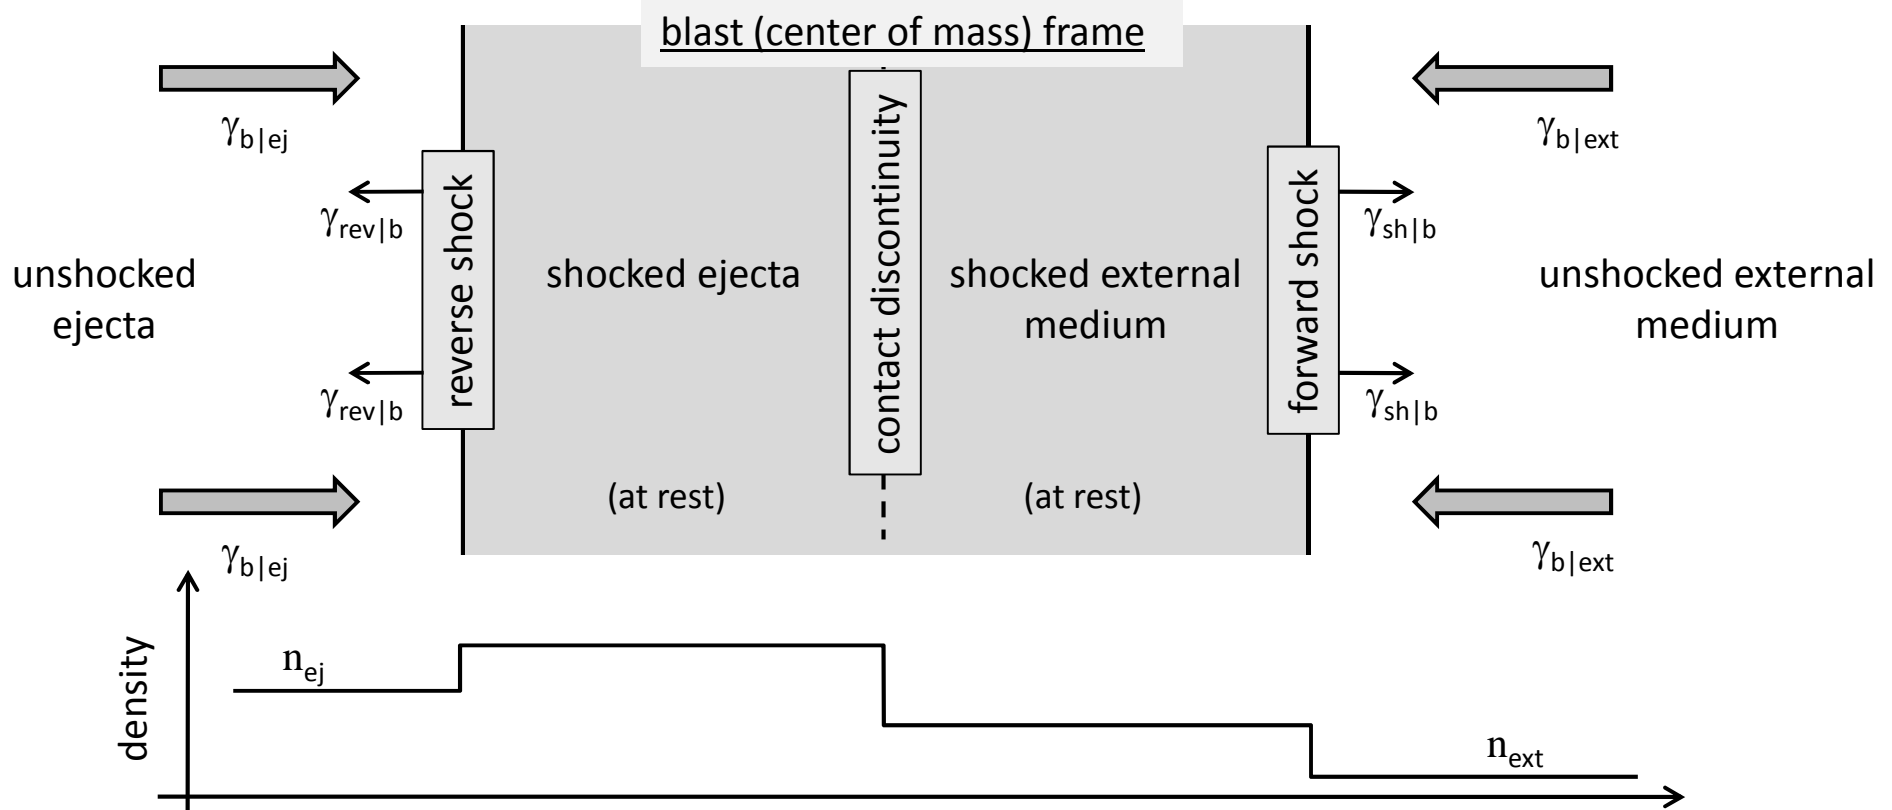 blast (center of mass) frame
γb|ej
γb|ext
γrev|b
γsh|b
unshocked
ejecta
reverse shock
shocked ejecta
contact discontinuity
shocked external
medium
forward shock
unshocked external
medium
γrev|b
γsh|b
(at rest)
(at rest)
γb|ej
γb|ext
density
nej
next